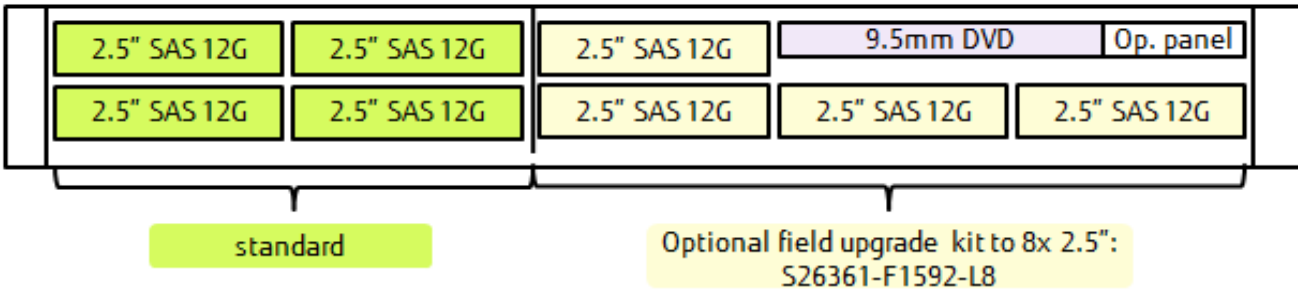 2.5" SAS 12G 2.5" SAS 12G 2.5" SAS 12G 9.5mm DVD Op. panel
2.5" SAS 12G 2.5" SAS 12G 2.5" SAS 12G 2.5" SAS 12G 2.5" SAS 12G
standard
Optional field upgrade kit to 8x 2.5":
S26361-F1592-L8